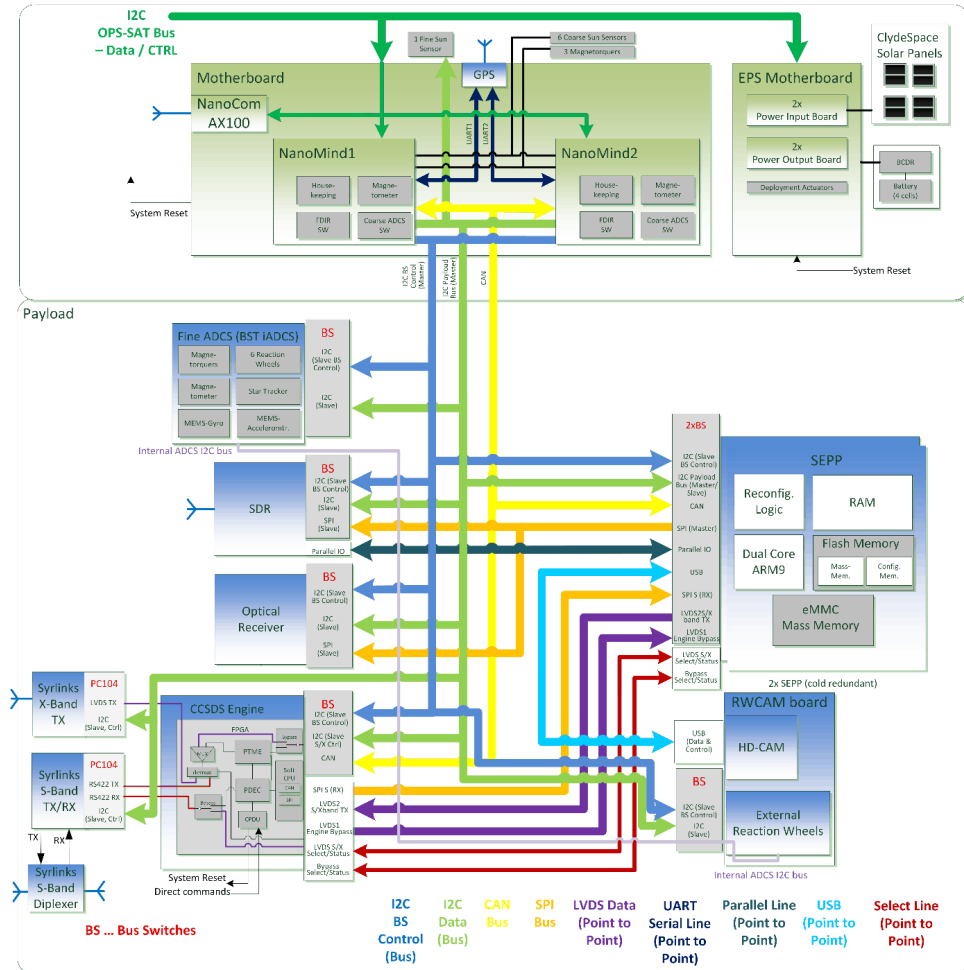 I2C
OPS-SAT Bus
– Data / CTRL
1 Fine Sun
Sensor
6 Coarse Sun Sensors
3 Magnetorquers
ClydeSpace
Solar Panels
Motherboard
GPS
EPS Motherboard
NanoCom
AX100
2x
Power Input Board
UART1
UART2
NanoMind1
NanoMind2
2x
Power Output Board
BCDR
House-
keeping
Magne-
tometer
House-
keeping
Magne-
tometer
Deployment Actuators
Battery
(4 cells)
System Reset
FDIR
SW
Coarse ADCS
SW
FDIR
SW
Coarse ADCS
SW
I2C BS
Control
(Master)
I2C Payload
Bus (Master)
CAN
System Reset
Payload
Fine ADCS (BST iADCS)
BS
Magne-
torquers
6 Reaction
Wheels
I2C
(Slave BS
Control)
Magne-
tometer
Star Tracker
I2C
(Slave)
MEMS-Gyro
MEMS-
Acceleromtr.
Internal ADCS I2C bus
2xBS
SEPP
BS
SDR
I2C (Slave
BS Control)
I2C
(Slave)
SPI
(Slave)
Parallel IO
I2C (Slave
BS Control)
I2C Payload
Bus (Master/
Slave)
CAN
SPI (Master)
Parallel IO
USB
SPI S (RX)
LVDS2S/X
band TX
LVDS1
Engine Bypass
LVDS S/X
Select/Status
Bypass
Select/Status
Reconfig.
Logic
RAM
Dual Core
ARM9
Flash Memory
Mass-
Mem.
Config.
Mem.
eMMC
Mass Memory
2x SEPP (cold redundant)
Optical
Receiver
BS
I2C (Slave
BS Control)
I2C
(Slave)
SPI
(Slave)
Syrlinks
X-Band
TX
PC104
LVDS TX
I2C
(Slave, Ctrl)
CCSDS Engine
FPGA
Bypass
PTME
demux
PDEC
Soft
CPU
CAN
SPI
Bypass
CPDU
BS
I2C (Slave
BS Control)
I2C (Slave
S/X Ctrl)
CAN
SPI S (RX)
LVDS2
S/Xband TX
LVDS1
Engine Bypass
LVDS S/X
Select/Status
Bypass
Select/Status
RWCAM board
USB
(Data &
Control)
HD-CAM
Syrlinks
S-Band
TX/RX
PC104
RS422 TX
RS422 RX
I2C
(Slave, Ctrl)
BS
I2C (Slave
BS Control)
I2C
(Slave)
External
Reaction Wheels
Internal ADCS I2C bus
TX
RX
Syrlinks
S-Band
Diplexer
System Reset
Direct commands
BS ... Bus Switches
I2C
BS
Control
(Bus)
I2C
Data
(Bus)
CAN
Bus
SPI
Bus
LVDS Data
(Point to
Point)
UART
Serial Line
(Point to
Point)
Parallel Line
(Point to
Point)
USB
(Point to
Point)
Select Line
(Point to
Point)